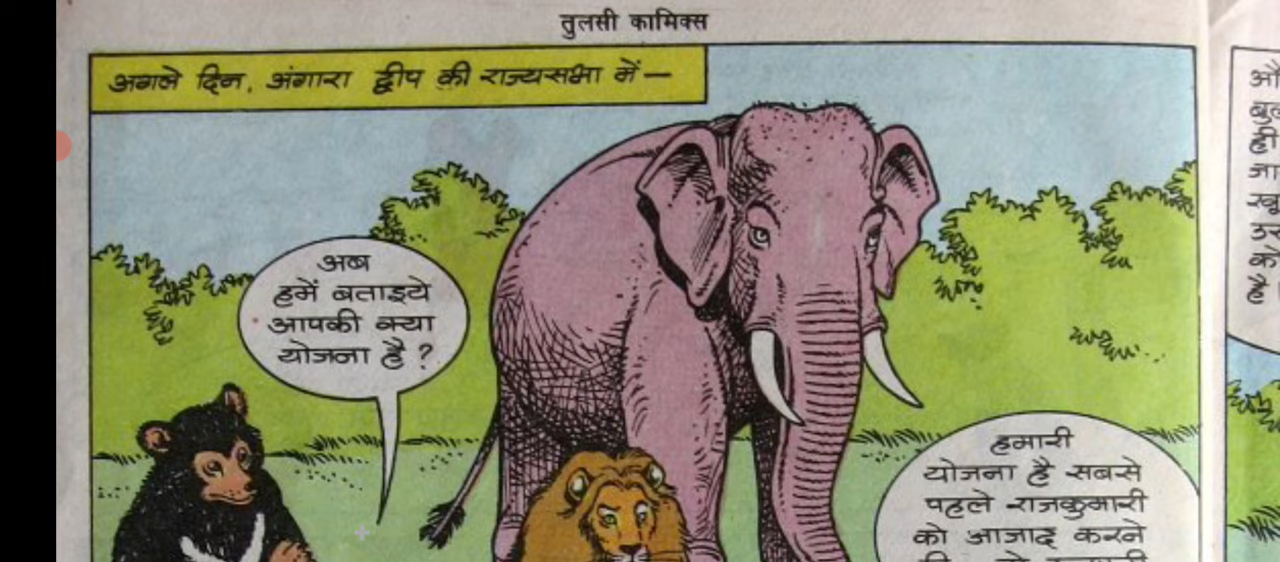 तुलसी कामिक्स
अगले दिन, अंगारा द्वीप की राज्यसभा में—
अब
हमें बताइये
आपकी क्या
योजना है ?
हमारी
योजना है सबसे
पहले राजकुमारी
को आजाद करने